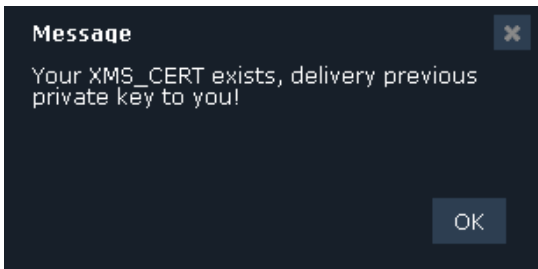 Message
Your XMS_CERT exists, delivery previous
private key to you!
OK